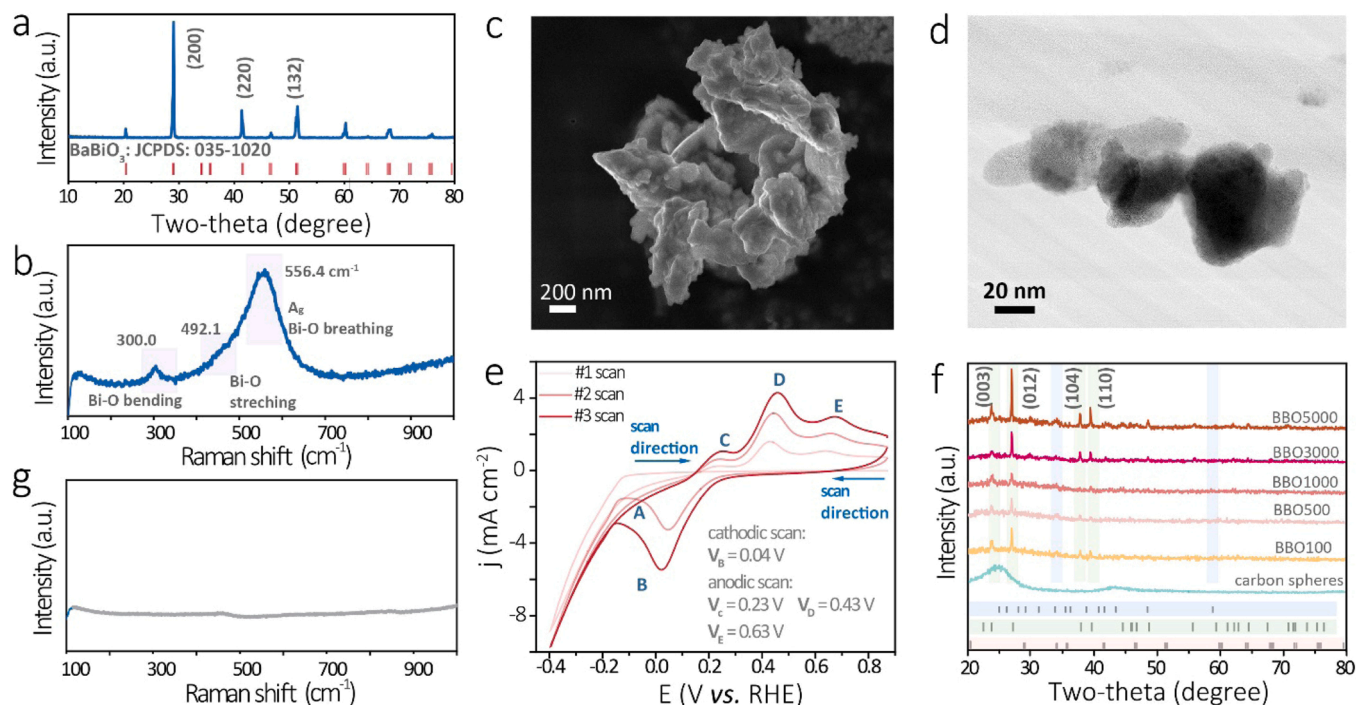 a
Intensity (a.u.)
(200)
(220)
(132)
BaBiO₃: JCPDS: 035-1020
10 20 30 40 50 60 70 80
Two-theta (degree)
b
Intensity (a.u.)
556.4 cm⁻¹
Ag
Bi-O breathing
492.1
300.0
Bi-O bending
Bi-O
streching
100 300 500 700 900
Raman shift (cm⁻¹)
g
Intensity (a.u.)
100 300 500 700 900
Raman shift (cm⁻¹)
c
200 nm
d
20 nm
e
#1 scan
#2 scan
#3 scan
scan
direction
A
B
C
D
E
scan
direction
cathodic scan:
V_B = 0.04 V
anodic scan:
V_C = 0.23 V V_D = 0.43 V
V_E = 0.63 V
j (mA cm⁻²)
4
0
-4
-8
-0.4 -0.2 0.0 0.2 0.4 0.6 0.8
E (V vs. RHE)
f
(003)
(012)
(104)
(110)
BBO5000
BBO3000
BBO1000
BBO500
BBO100
carbon spheres
Intensity (a.u.)
20 30 40 50 60 70 80
Two-theta (degree)